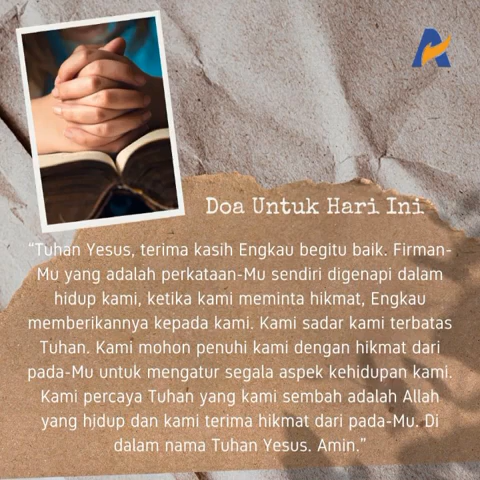 Doa Untuk Hari Ini
“Tuhan Yesus, terima kasih Engkau begitu baik. Firman-
Mu yang adalah perkataan-Mu sendiri digenapi dalam
hidup kami, ketika kami meminta hikmat, Engkau
memberikannya kepada kami. Kami sadar kami terbatas
Tuhan. Kami mohon penuhi kami dengan hikmat dari
pada-Mu untuk mengatur segala aspek kehidupan kami.
Kami percaya Tuhan yang kami sembah adalah Allah
yang hidup dan kami terima hikmat dari pada-Mu. Di
dalam nama Tuhan Yesus. Amin.”